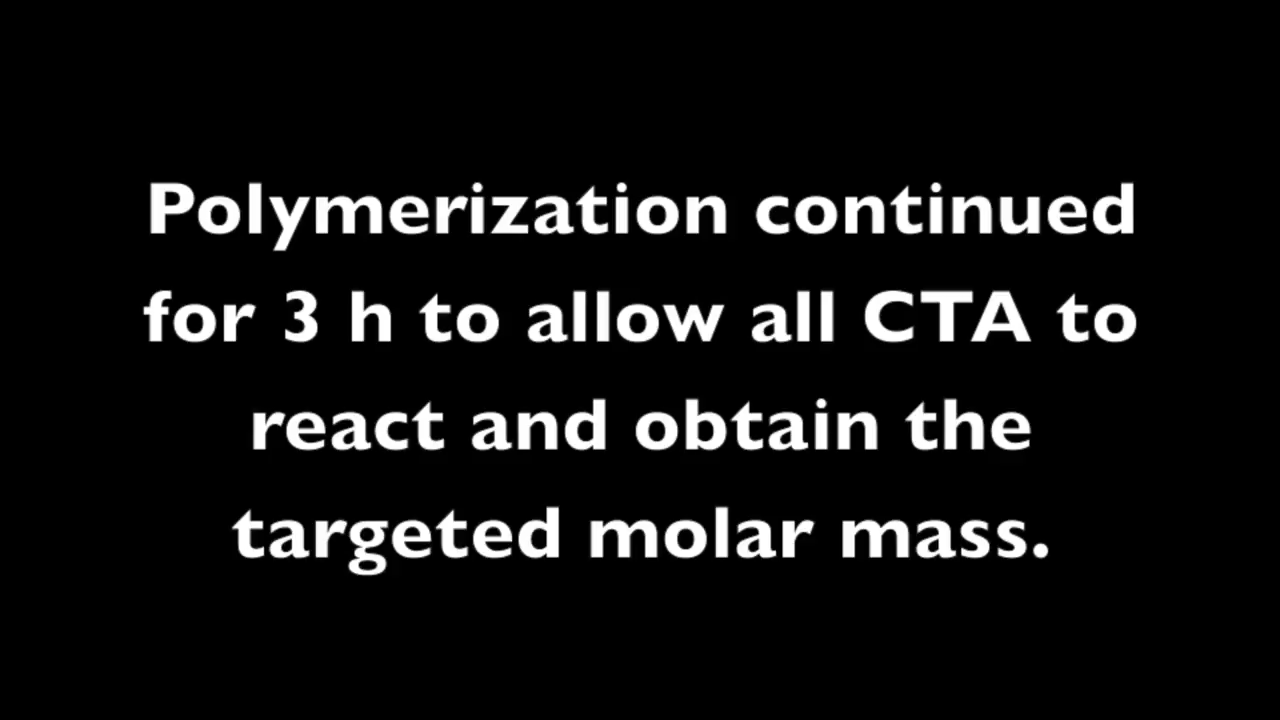 Polymerization continued
for 3 h to allow all CTA to
react and obtain the
targeted molar mass.